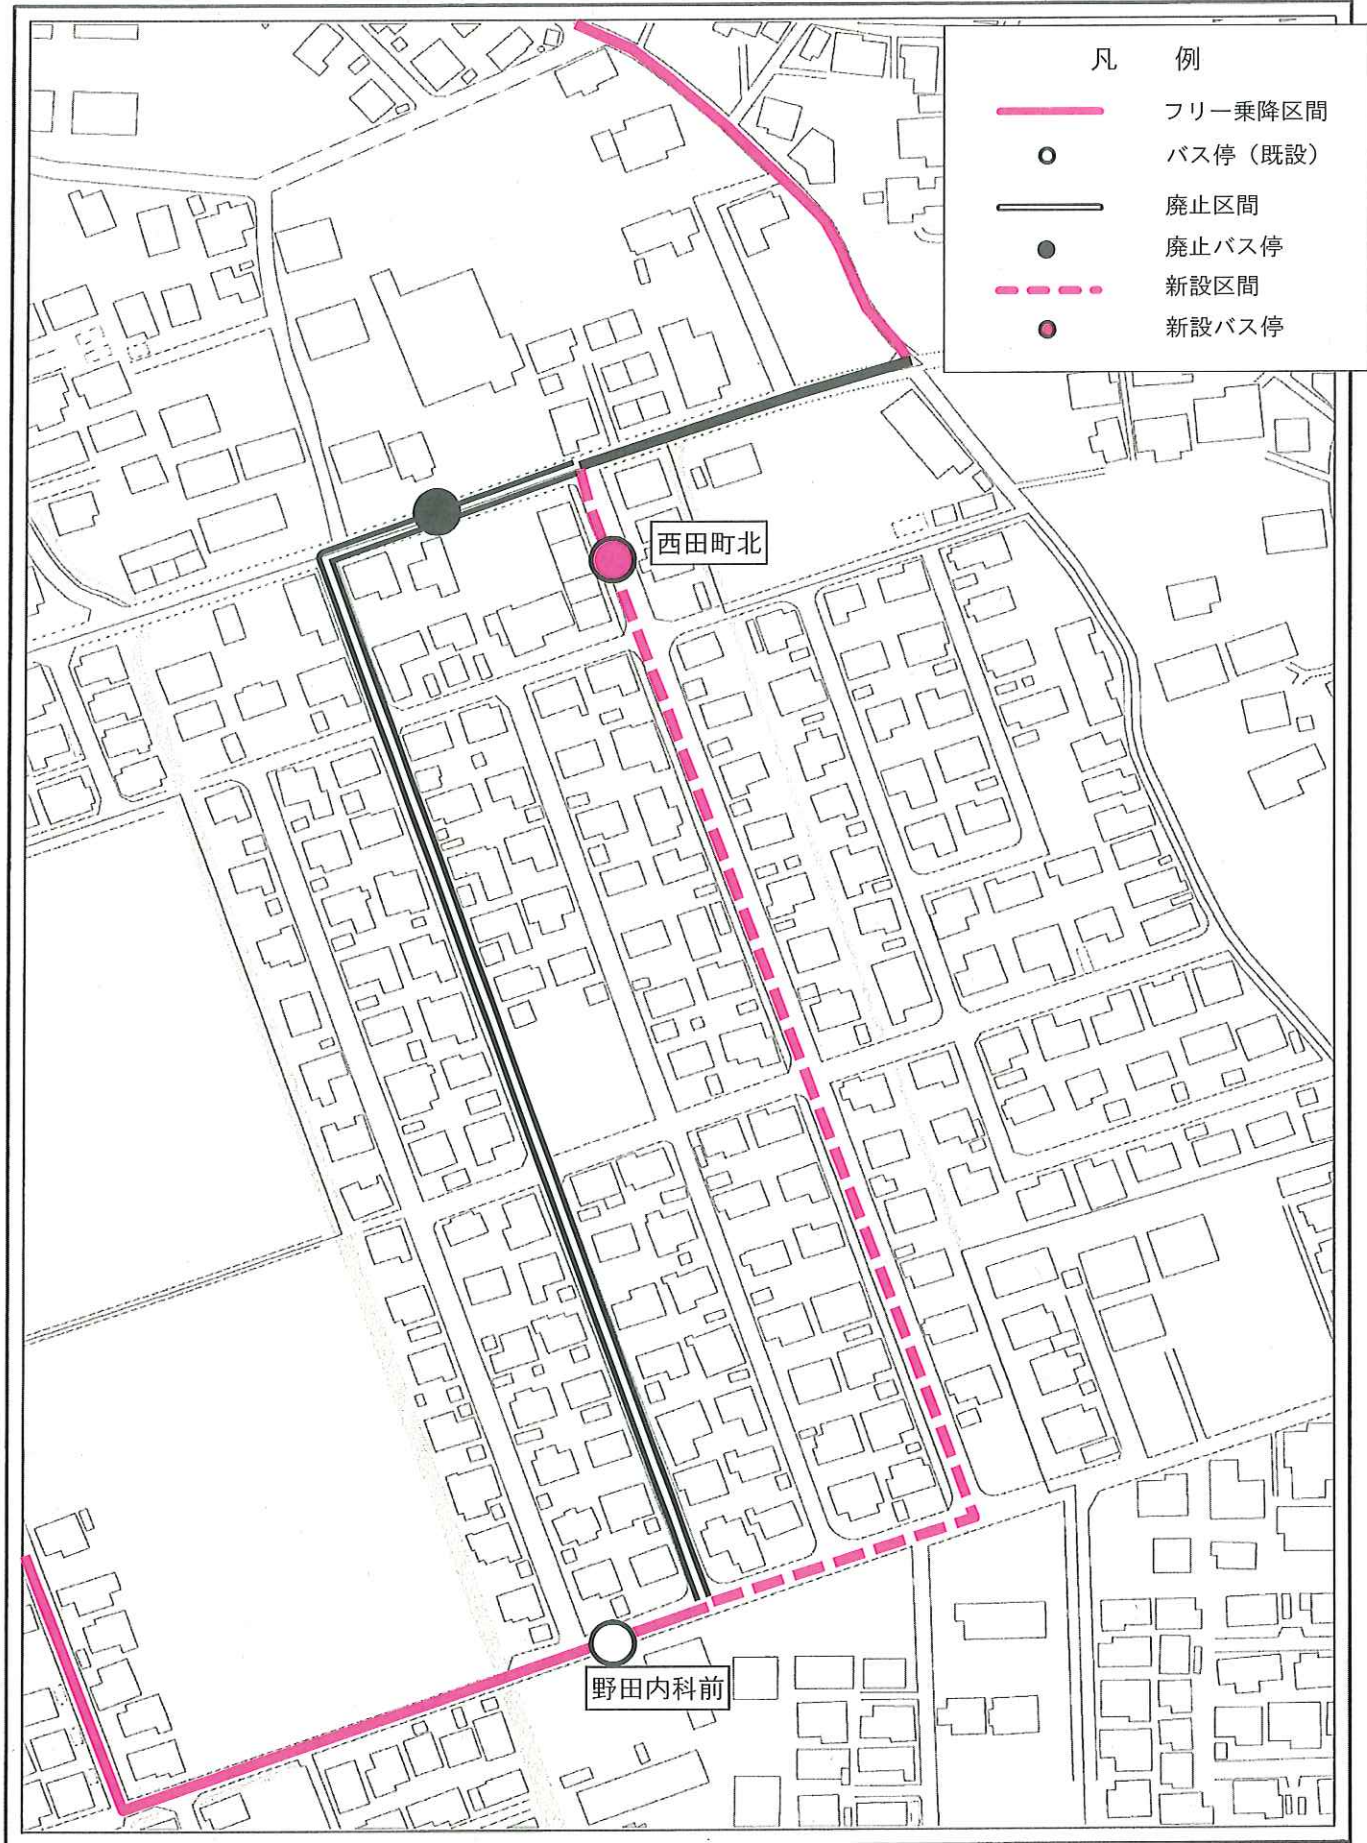 凡 例
フリー乗降区間
バス停（既設）
廃止区間
廃止バス停
新設区間
新設バス停
西田町北
野田内科前